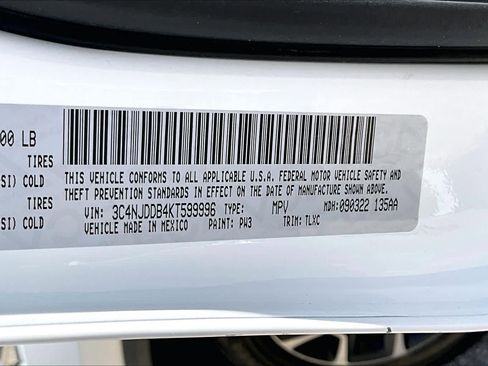 00 LB
TIRES
SI) COLD
TIRES
SI) COLD
THIS VEHICLE CONFORMS TO ALL APPLICABLE U.S.A. FEDERAL MOTOR VEHICLE SAFETY AND
THEFT PREVENTION STANDARDS IN EFFECT ON THE DATE OF MANUFACTURE SHOWN ABOVE.
VIN: 3C4NJDDB4KT599996 TYPE: MPV MDH:090322 135AA
VEHICLE MADE IN MEXICO PAINT: PW3 TRIM: TLXC